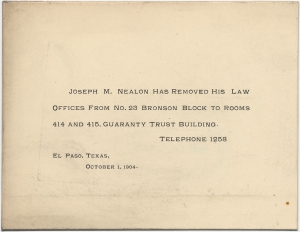 Joseph M. Nealon Has Removed His Law
Offices From No. 23 Bronson Block to Rooms
414 and 415, Guaranty Trust Building.
Telephone 1258
El Paso, Texas,
October 1, 1904.